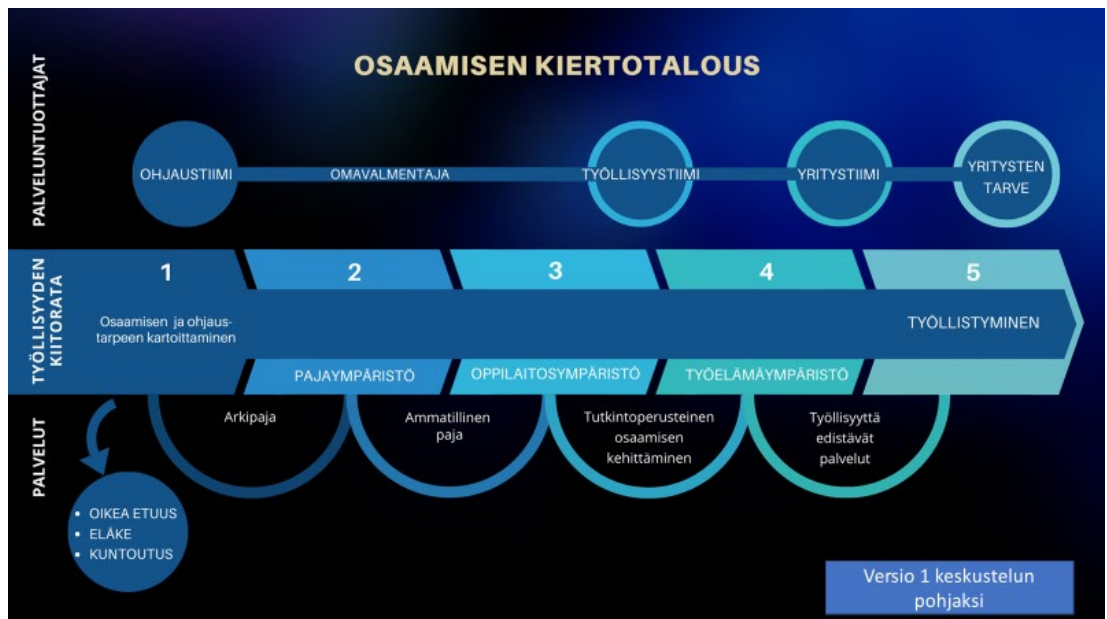 OSAAMISEN KIERTOTALOUS
PALVELUNTUOTTAJAT
OHJAUSTIIMI
OMAVALMENTAJA
TYÖLLISYYSTIIMI
YRITYSTIIMI
YRITYSTEN
TARVE
TYÖLLISYYDEN
KIITORATA
1
2
3
4
5
Osaamisen ja ohjaus-
tarpeen kartoittaminen
TYÖLLISTYMINEN
PAJAYMPÄRISTÖ
OPPILAITOSYMPÄRISTÖ
TYÖELÄMÄYMPÄRISTÖ
PALVELUT
Arkipaja
Ammatillinen
paja
Tutkintoperusteinen
osaamisen
kehittäminen
Työllisyyttä
edistävät
palvelut
• OIKEA ETUUS
• ELÄKE
• KUNTOUTUS
Versio 1 keskustelun
pohjaksi